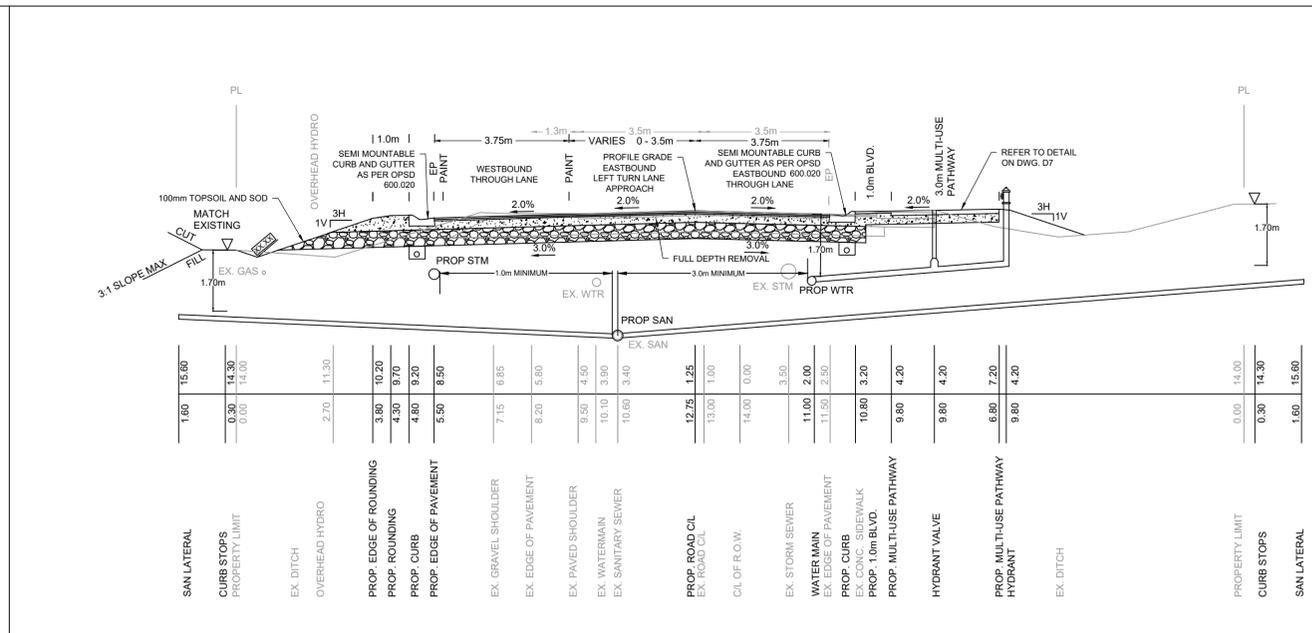 PL
PL
OVERHEAD HYDRO
1.3m
3.5m
3.5m
1.0m
3.75m
VARIES 0 - 3.5m
3.75m
SEMI MOUNTABLE
CURB AND GUTTER
AS PER OPSD
600.020
EP
PAINT
WESTBOUND
THROUGH LANE
PAINT
PROFILE GRADE
EASTBOUND
LEFT TURN LANE
APPROACH
SEMI MOUNTABLE CURB
AND GUTTER AS PER OPSD
EASTBOUND 600.020
THROUGH LANE
EP
1.0m BLVD.
3.0m MULTI-USE
PATHWAY
REFER TO DETAIL
ON DWG. D7
100mm TOPSOIL AND SOD
MATCH
EXISTING
3H
1V
2.0%
2.0%
2.0%
2.0%
3H
1V
1.70m
CUT
FILL
3:1 SLOPE MAX
XX.XX
EX. GAS
1.70m
3.0%
3.0%
FULL DEPTH REMOVAL
1.70m
PROP STM
1.0m MINIMUM
3.0m MINIMUM
EX. WTR
EX. STM
PROP WTR
PROP SAN
EX. SAN
15.60
14.30
14.00
11.30
10.20
9.70
9.20
8.50
6.85
5.80
4.50
3.90
3.40
1.25
1.00
0.00
3.50
2.00
2.50
3.20
4.20
4.20
7.20
4.20
14.00
14.30
15.60
1.60
0.30
0.00
2.70
3.80
4.30
4.80
5.50
7.15
8.20
9.50
10.10
10.60
12.75
13.00
14.00
11.00
11.50
10.80
9.80
9.80
6.80
9.80
0.00
0.30
1.60
SAN LATERAL
CURB STOPS
PROPERTY LIMIT
EX. DITCH
OVERHEAD HYDRO
PROP. EDGE OF ROUNDING
PROP. ROUNDING
PROP. CURB
PROP. EDGE OF PAVEMENT
EX. GRAVEL SHOULDER
EX. EDGE OF PAVEMENT
EX. PAVED SHOULDER
EX. WATERMAIN
EX. SANITARY SEWER
PROP. ROAD C/L
EX. ROAD C/L
C/L OF R.O.W.
EX. STORM SEWER
WATER MAIN
EX. EDGE OF PAVEMENT
PROP. CURB
EX. CONC. SIDEWALK
PROP. 1.0m BLVD.
PROP. MULTI-USE PATHWAY
HYDRANT VALVE
PROP. MULTI-USE PATHWAY
HYDRANT
EX. DITCH
PROPERTY LIMIT
CURB STOPS
SAN LATERAL